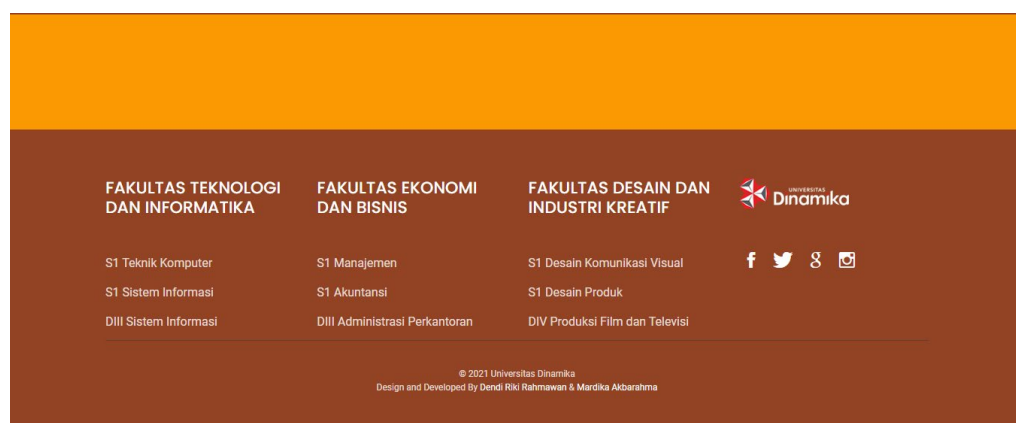 FAKULTAS TEKNOLOGI
DAN INFORMATIKA
S1 Teknik Komputer
S1 Sistem Informasi
DIII Sistem Informasi
FAKULTAS EKONOMI
DAN BISNIS
S1 Manajemen
S1 Akuntansi
DIII Administrasi Perkantoran
FAKULTAS DESAIN DAN
INDUSTRI KREATIF
S1 Desain Komunikasi Visual
S1 Desain Produk
DIV Produksi Film dan Televisi
UNIVERSITAS
Dinamika
© 2021 Universitas Dinamika
Design and Developed By Dendi Riki Rahmawan & Mardika Akbarahma